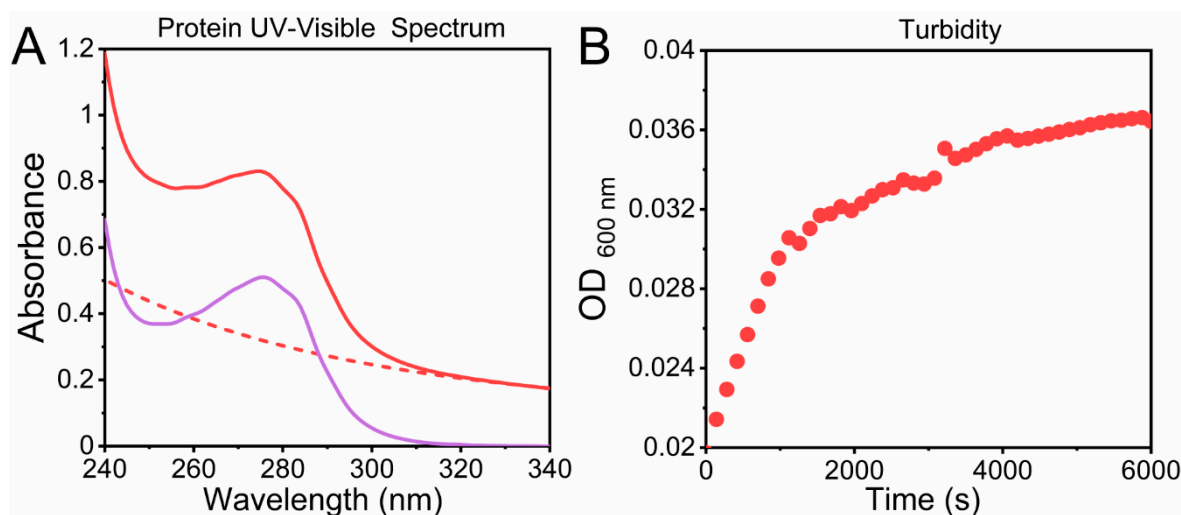 A
Protein UV-Visible Spectrum
1.2
1
0.8
0.6
0.4
0.2
0
Absorbance
240 260 280 300 320 340
Wavelength (nm)
B
Turbidity
0.04
0.036
0.032
0.028
0.024
0.02
OD 600 nm
0 2000 4000 6000
Time (s)